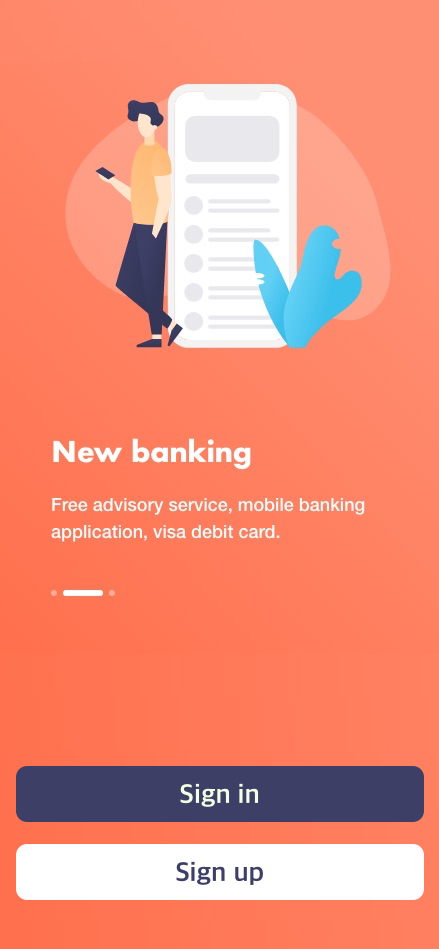 New banking
Free advisory service, mobile banking
application, visa debit card.
Sign in
Sign up